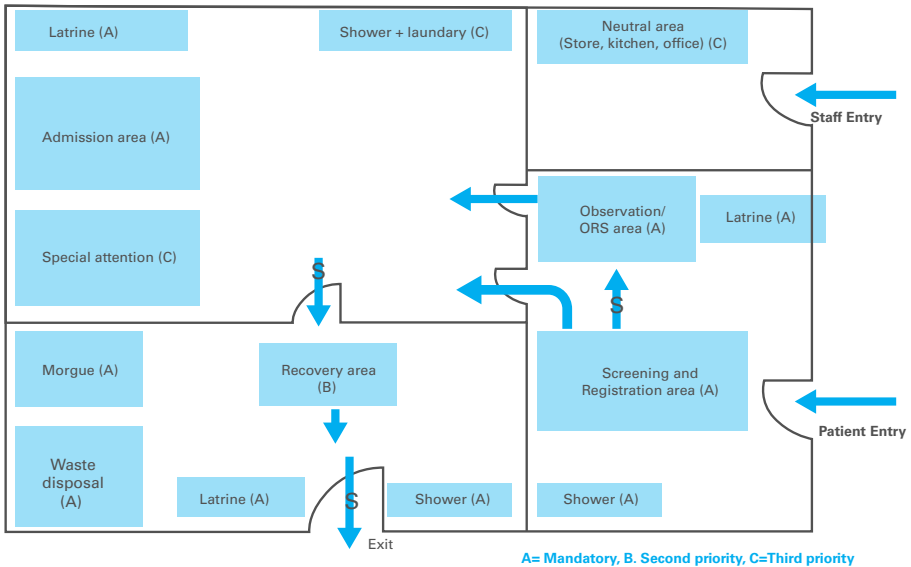 Latrine (A)
Shower + laundary (C)
Neutral area
(Store, kitchen, office) (C)
Admission area (A)
Staff Entry
Observation/
ORS area (A)
Latrine (A)
Special attention (C)
S
S
Morgue (A)
Recovery area
(B)
Screening and
Registration area (A)
Patient Entry
Waste
disposal
(A)
Latrine (A)
S
Shower (A)
Shower (A)
Exit
A= Mandatory, B. Second priority, C=Third priority